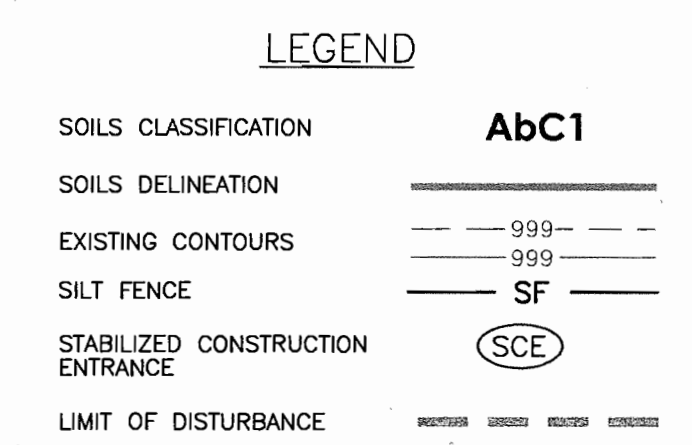 LEGEND
SOILS CLASSIFICATION AbC1
SOILS DELINEATION
EXISTING CONTOURS 999
999
SILT FENCE SF
STABILIZED CONSTRUCTION SCE
ENTRANCE
LIMIT OF DISTURBANCE